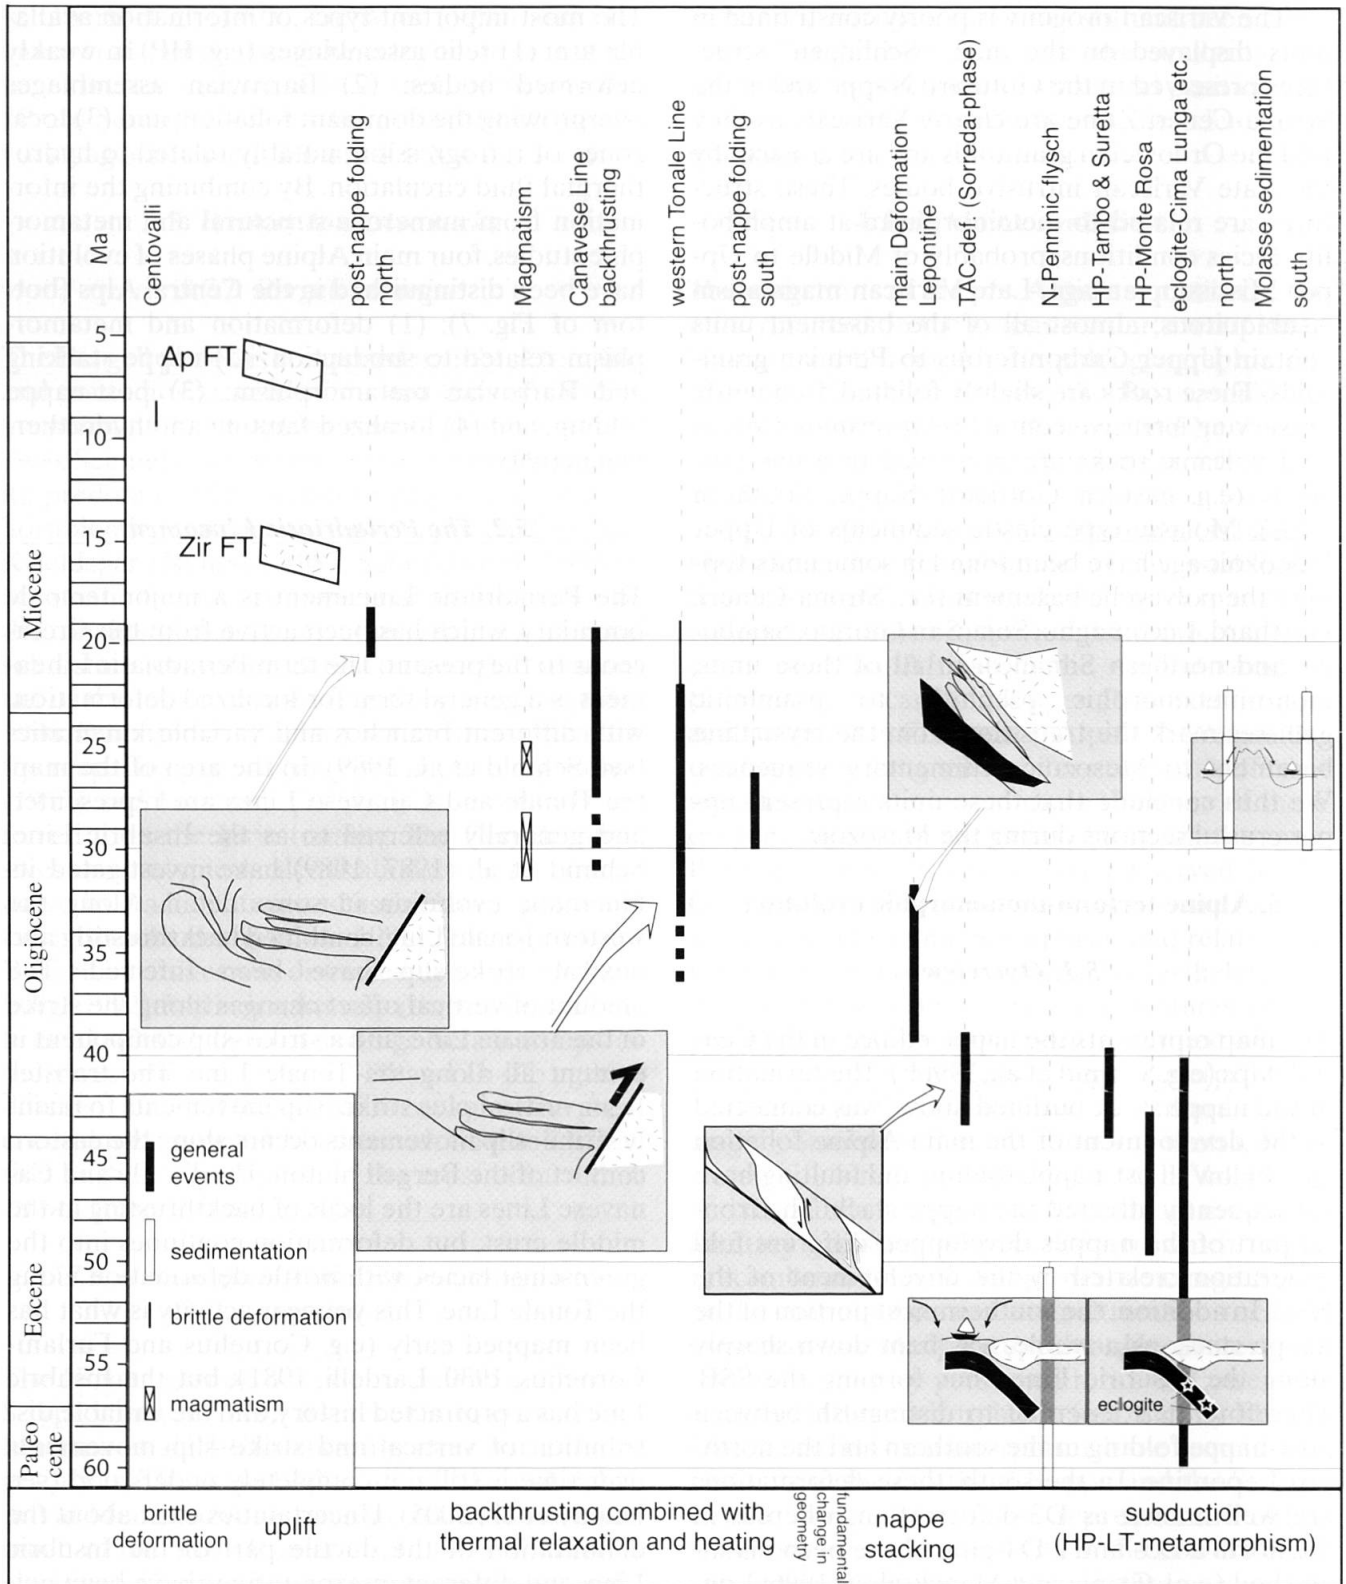 Ma
Centovalli
post-nappe folding
north
Magmatism
Canavese Line
backthrusting
western Tonale Line
post-nappe folding
south
main Deformation
Lepontine
TAC-def. (Sorreda-phase)
N-Penninic flysch
HP-Tambo & Suretta
HP-Monte Rosa
eclogite-Cima Lunga etc.
north
Molasse sedimentation
south
5
10
15
20
25
30
35
40
45
50
55
60
Miocene
Oligiocene
Eocene
Paleo
cene
Ap FT
Zir FT
general
events
sedimentation
brittle deformation
magmatism
eclogite
brittle
deformation
uplift
backthrusting combined with
thermal relaxation and heating
fundamental
change in
geometry
nappe
stacking
subduction
(HP-LT-metamorphism)